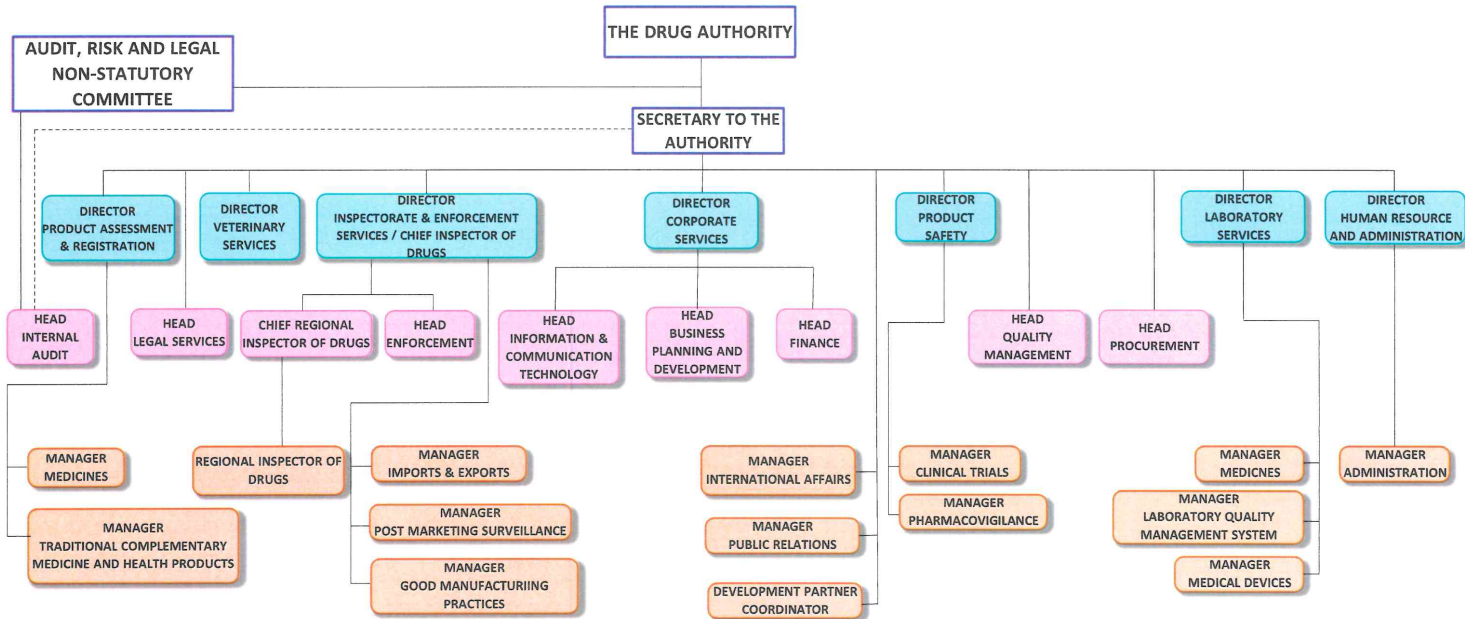 THE DRUG AUTHORITY
AUDIT, RISK AND LEGAL
NON-STATUTORY
COMMITTEE
SECRETARY TO THE
AUTHORITY
DIRECTOR
PRODUCT ASSESSMENT
& REGISTRATION
DIRECTOR
VETERINARY
SERVICES
DIRECTOR
INSPECTORATE & ENFORCEMENT
SERVICES / CHIEF INSPECTOR OF
DRUGS
DIRECTOR
CORPORATE
SERVICES
DIRECTOR
PRODUCT
SAFETY
DIRECTOR
LABORATORY
SERVICES
DIRECTOR
HUMAN RESOURCE
AND ADMINISTRATION
HEAD
INTERNAL
AUDIT
HEAD
LEGAL SERVICES
CHIEF REGIONAL
INSPECTOR OF DRUGS
HEAD
ENFORCEMENT
HEAD
INFORMATION &
COMMUNICATION
TECHNOLOGY
HEAD
BUSINESS
PLANNING AND
DEVELOPMENT
HEAD
FINANCE
HEAD
QUALITY
MANAGEMENT
HEAD
PROCUREMENT
MANAGER
MEDICINES
REGIONAL INSPECTOR OF
DRUGS
MANAGER
IMPORTS & EXPORTS
MANAGER
INTERNATIONAL AFFAIRS
MANAGER
CLINICAL TRIALS
MANAGER
MEDICNES
MANAGER
ADMINISTRATION
MANAGER
TRADITIONAL COMPLEMENTARY
MEDICINE AND HEALTH PRODUCTS
MANAGER
POST MARKETING SURVEILLANCE
MANAGER
PUBLIC RELATIONS
MANAGER
PHARMACOVIGILANCE
MANAGER
LABORATORY QUALITY
MANAGEMENT SYSTEM
MANAGER
GOOD MANUFACTURIING
PRACTICES
DEVELOPMENT PARTNER
COORDINATOR
MANAGER
MEDICAL DEVICES